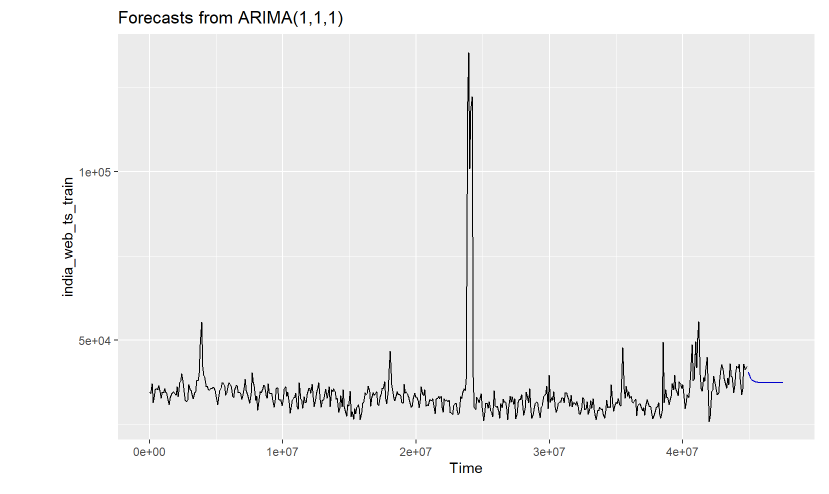 Forecasts from ARIMA(1,1,1)
1e+05
5e+04
india_web_ts_train
0e+00
1e+07
2e+07
3e+07
4e+07
Time